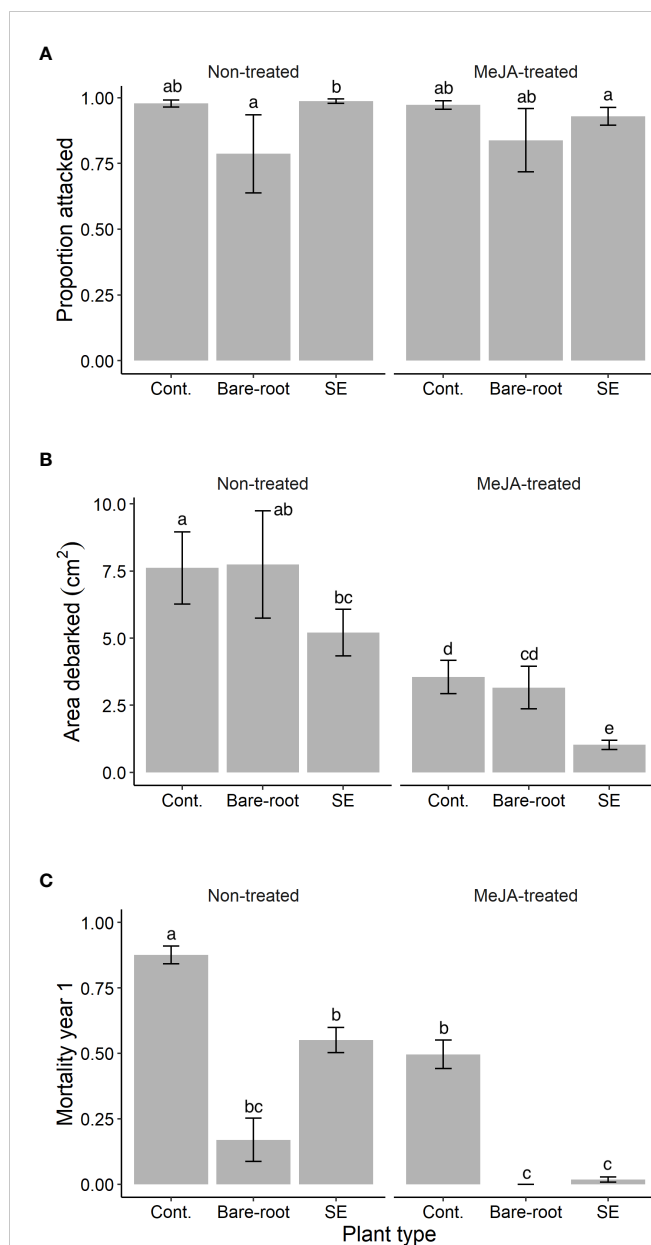 A
Non-treated MeJA-treated
ab a b ab ab a
Proportion attacked
1.00
0.75
0.50
0.25
0.00
Cont. Bare-root SE Cont. Bare-root SE
B
Non-treated MeJA-treated
a ab bc d cd e
Area debarked (cm²)
10.0
7.5
5.0
2.5
0.0
Cont. Bare-root SE Cont. Bare-root SE
C
Non-treated MeJA-treated
a bc b b c c
Mortality year 1
1.00
0.75
0.50
0.25
0.00
Cont. Bare-root SE Cont. Bare-root SE
Plant type